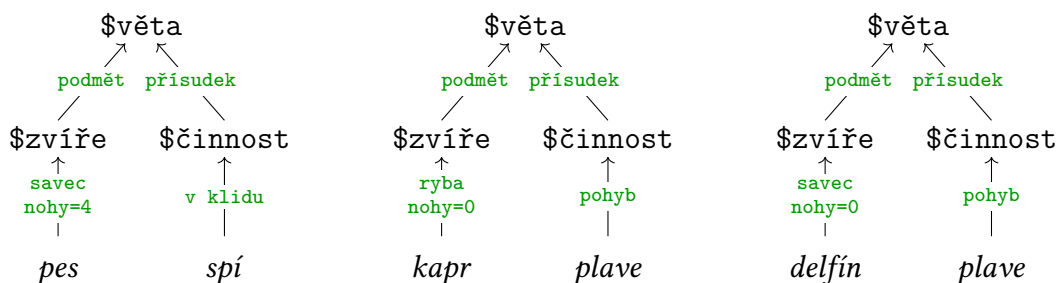 $věta $věta $věta
podmět přísudek podmět přísudek podmět přísudek
$zvíře $činnost $zvíře $činnost $zvíře $činnost
savec ryba savec
v klidu pohyb pohyb
nohy=4 nohy=0 nohy=0
pes spí kapr plave delfín plave